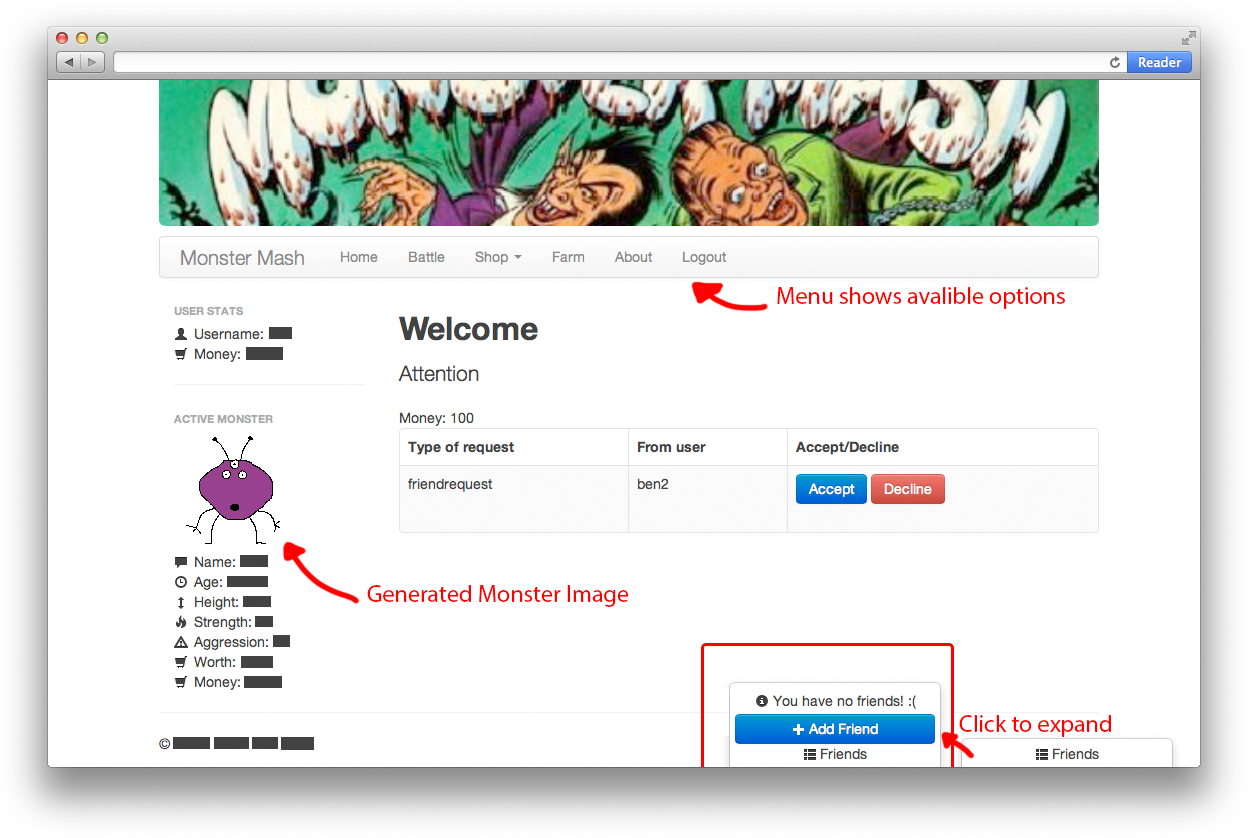 Reader
MONSTER MASH
Monster Mash Home Battle Shop Farm About Logout
Menu shows avalible options
USER STATS
Username:
Money:
ACTIVE MONSTER
Name:
Age:
Height:
Strength:
Aggression:
Worth:
Money:
Welcome
Attention
Money: 100
Type of request From user Accept/Decline
friendrequest ben2 Accept Decline
Generated Monster Image
You have no friends! :(
+ Add Friend
Friends
Click to expand
Friends
©